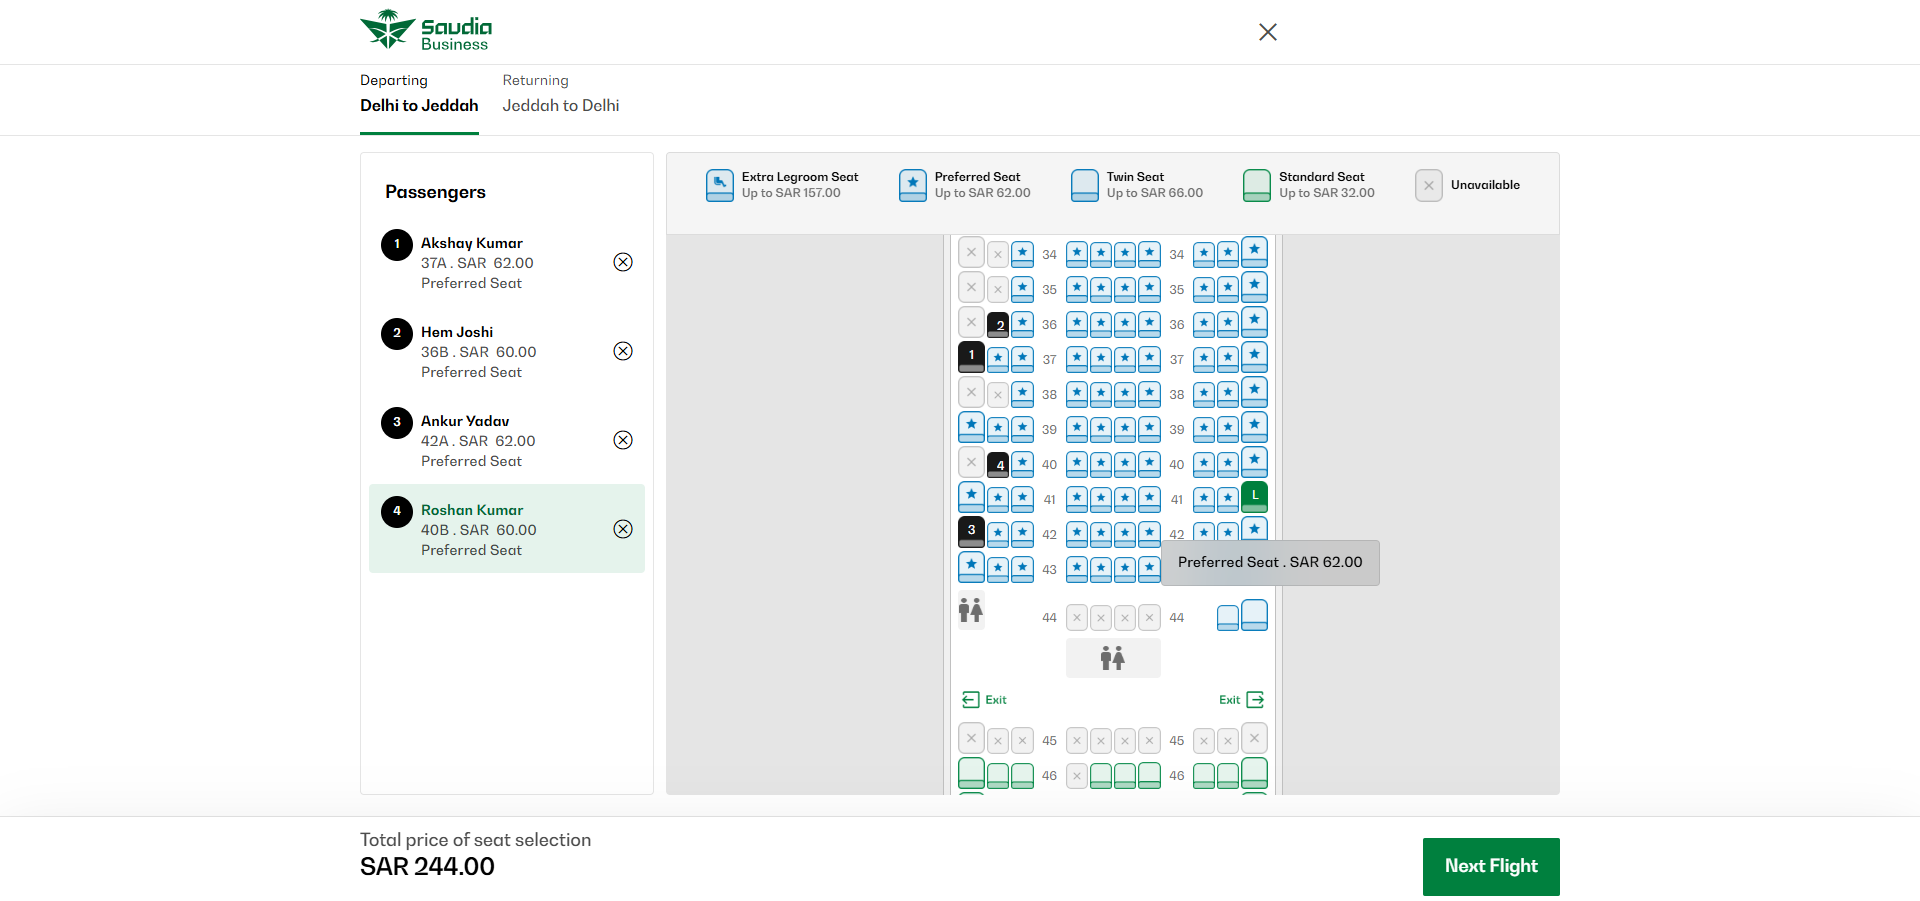 Saudia
Business
Departing
Delhi to Jeddah
Returning
Jeddah to Delhi
Passengers
1
Akshay Kumar
37A . SAR 62.00
Preferred Seat
2
Hem Joshi
36B . SAR 60.00
Preferred Seat
3
Ankur Yadav
42A . SAR 62.00
Preferred Seat
4
Roshan Kumar
40B . SAR 60.00
Preferred Seat
Extra Legroom Seat
Up to SAR 157.00
Preferred Seat
Up to SAR 62.00
Twin Seat
Up to SAR 66.00
Standard Seat
Up to SAR 32.00
Unavailable
34 34
35 35
2 36 36
1 37 37
38 38
39 39
4 40 40
41 41 L
3 42 42
43
Preferred Seat . SAR 62.00
44 44
Exit Exit
45 45
46 46
Total price of seat selection
SAR 244.00
Next Flight